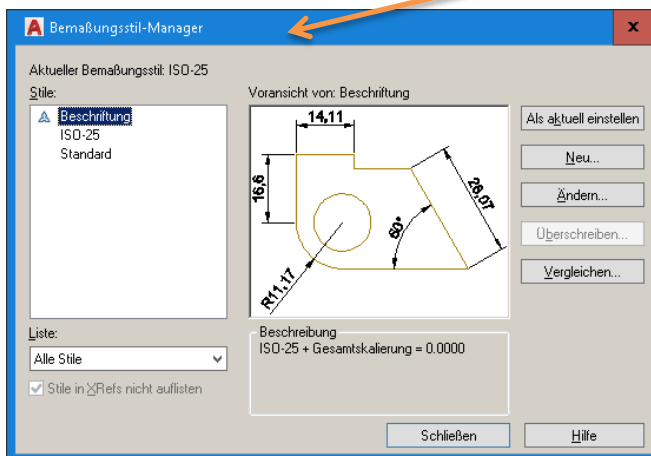 A Bemaßungsstil-Manager
x
Aktueller Bemaßungsstil: ISO-25
Stile:
Beschriftung
ISO-25
Standard
Voransicht von: Beschriftung
14,11
16,6
28,07
60°
R11,17
Als aktuell einstellen
Neu...
Ändern...
Überschreiben...
Vergleichen...
Liste:
Alle Stile
Stile in XRefs nicht auflisten
Beschreibung
ISO-25 + Gesamtskalierung = 0.0000
Schließen
Hilfe